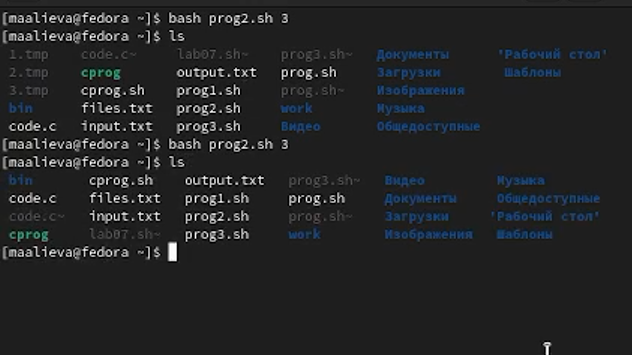 [maalieva@fedora ~]$ bash prog2.sh 3
[maalieva@fedora ~]$ ls
1.tmp code.c~ lab07.sh~ prog3.sh~ Документы 'Рабочий стол'
2.tmp cprog output.txt prog.sh Загрузки Шаблоны
3.tmp cprog.sh prog1.sh prog.sh~ Изображения
bin files.txt prog2.sh work Музыка
code.c input.txt prog3.sh Видео Общедоступные
[maalieva@fedora ~]$ bash prog2.sh 3
[maalieva@fedora ~]$ ls
bin cprog.sh output.txt prog3.sh~ Видео Музыка
code.c files.txt prog1.sh prog.sh Документы Общедоступные
code.c~ input.txt prog2.sh prog.sh~ Загрузки 'Рабочий стол'
cprog lab07.sh~ prog3.sh work Изображения Шаблоны
[maalieva@fedora ~]$